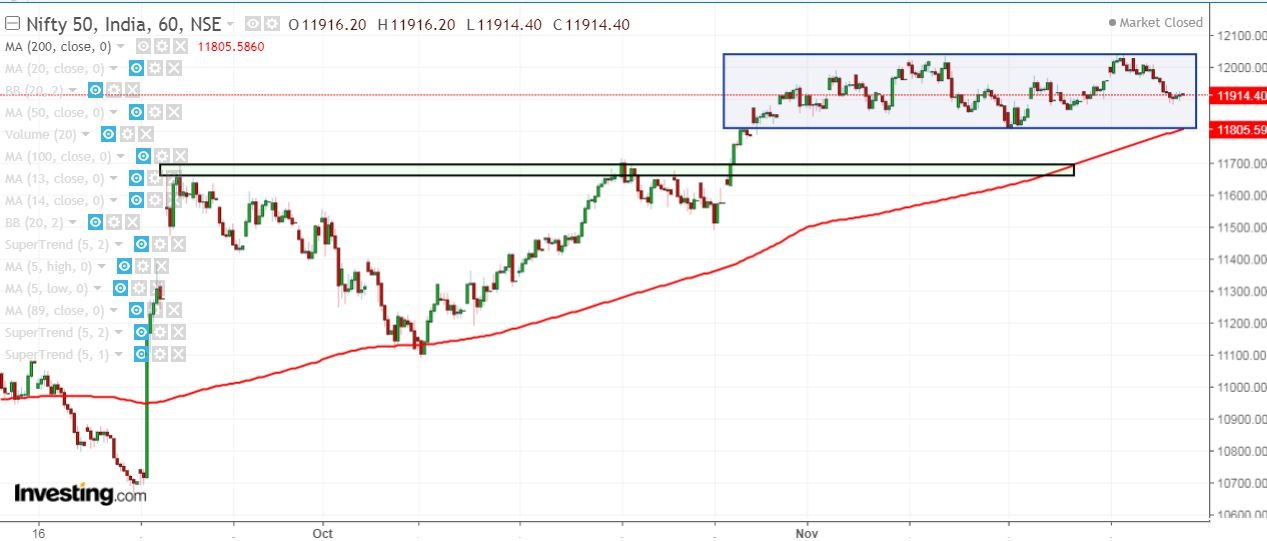 Nifty 50, India, 60, NSE O 11916.20 H 11916.20 L 11914.40 C 11914.40
Market Closed
MA (200, close, 0) 11805.5860
MA (20, close, 0)
BB (20, 2)
MA (50, close, 0)
Volume (20)
MA (100, close, 0)
MA (13, close, 0)
MA (14, close, 0)
BB (20, 2)
SuperTrend (5, 2)
MA (5, high, 0)
MA (5, low, 0)
MA (89, close, 0)
SuperTrend (5, 2)
SuperTrend (5, 1)
12100.00
12000.00
11914.40
11805.59
11700.00
11600.00
11500.00
11400.00
11300.00
11200.00
11100.00
11000.00
10900.00
10800.00
10700.00
10600.00
Investing.com
16 Oct Nov